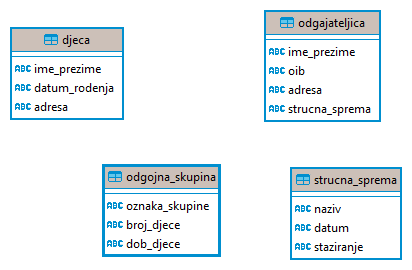 djeca
ABC ime_prezime
ABC datum_rodenja
ABC adresa
odgajateljica
ABC ime_prezime
ABC oib
ABC adresa
ABC strucna_sprema
odgojna_skupina
ABC oznaka_skupine
ABC broj_djece
ABC dob_djece
strucna_sprema
ABC naziv
ABC datum
ABC staziranje